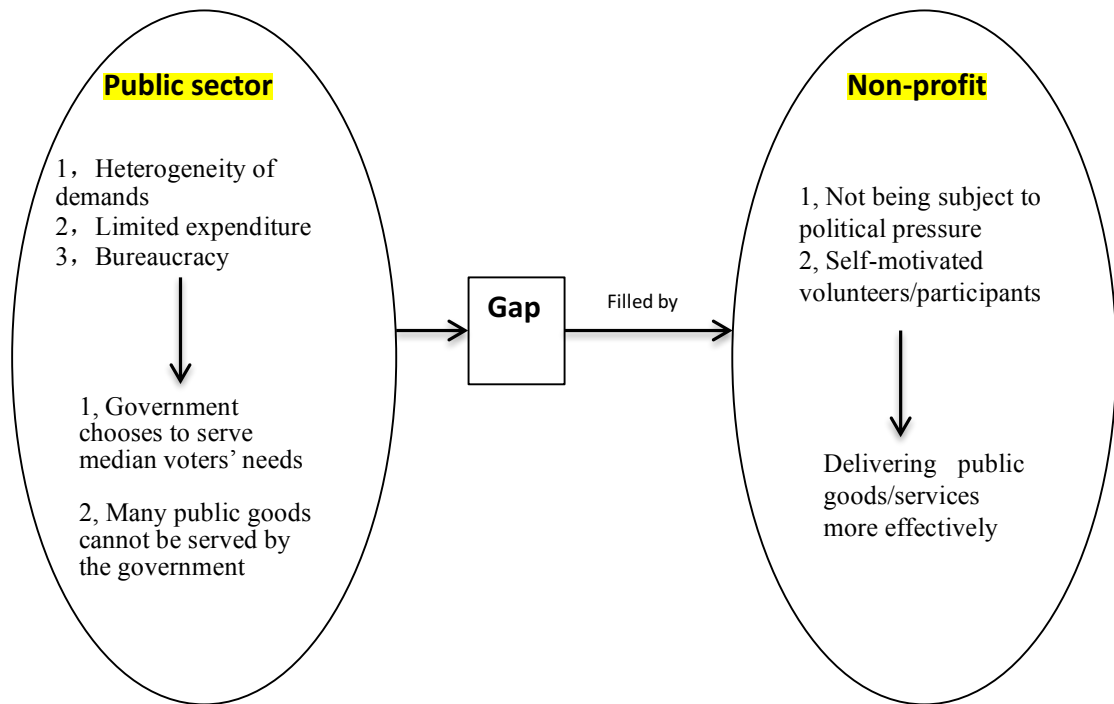 Public sector
1，Heterogeneity of
demands
2，Limited expenditure
3，Bureaucracy
1, Government
chooses to serve
median voters’ needs
2, Many public goods
cannot be served by
the government
Gap
Filled by
Non-profit
1, Not being subject to
political pressure
2, Self-motivated
volunteers/participants
Delivering public
goods/services
more effectively